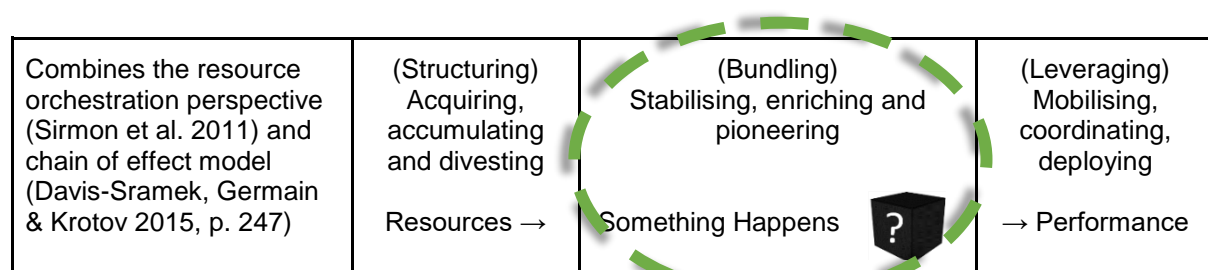 Combines the resource
orchestration perspective
(Sirmon et al. 2011) and
chain of effect model
(Davis-Sramek, Germain
& Krotov 2015, p. 247)
(Structuring)
Acquiring,
accumulating
and divesting
Resources →
(Bundling)
Stabilising, enriching and
pioneering
Something Happens
?
(Leveraging)
Mobilising,
coordinating,
deploying
→ Performance